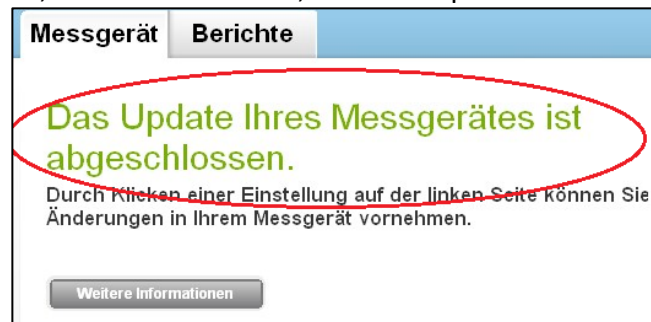 Messgerät Berichte
Das Update Ihres Messgerätes ist
abgeschlossen.
Durch Klicken einer Einstellung auf der linken Seite können Sie
Änderungen in Ihrem Messgerät vornehmen.
Weitere Informationen